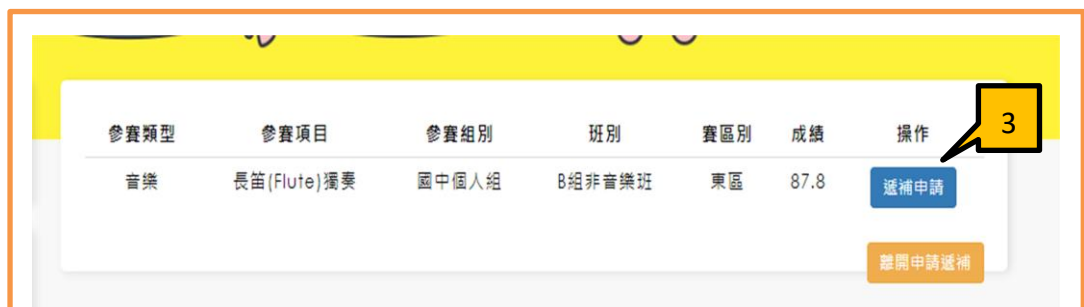 參賽類型 參賽項目 參賽組別 班別 賽區別 成績 操作 3
音樂 長笛(Flute)獨奏 國中個人組 B組非音樂班 東區 87.8 遞補申請
離開申請遞補